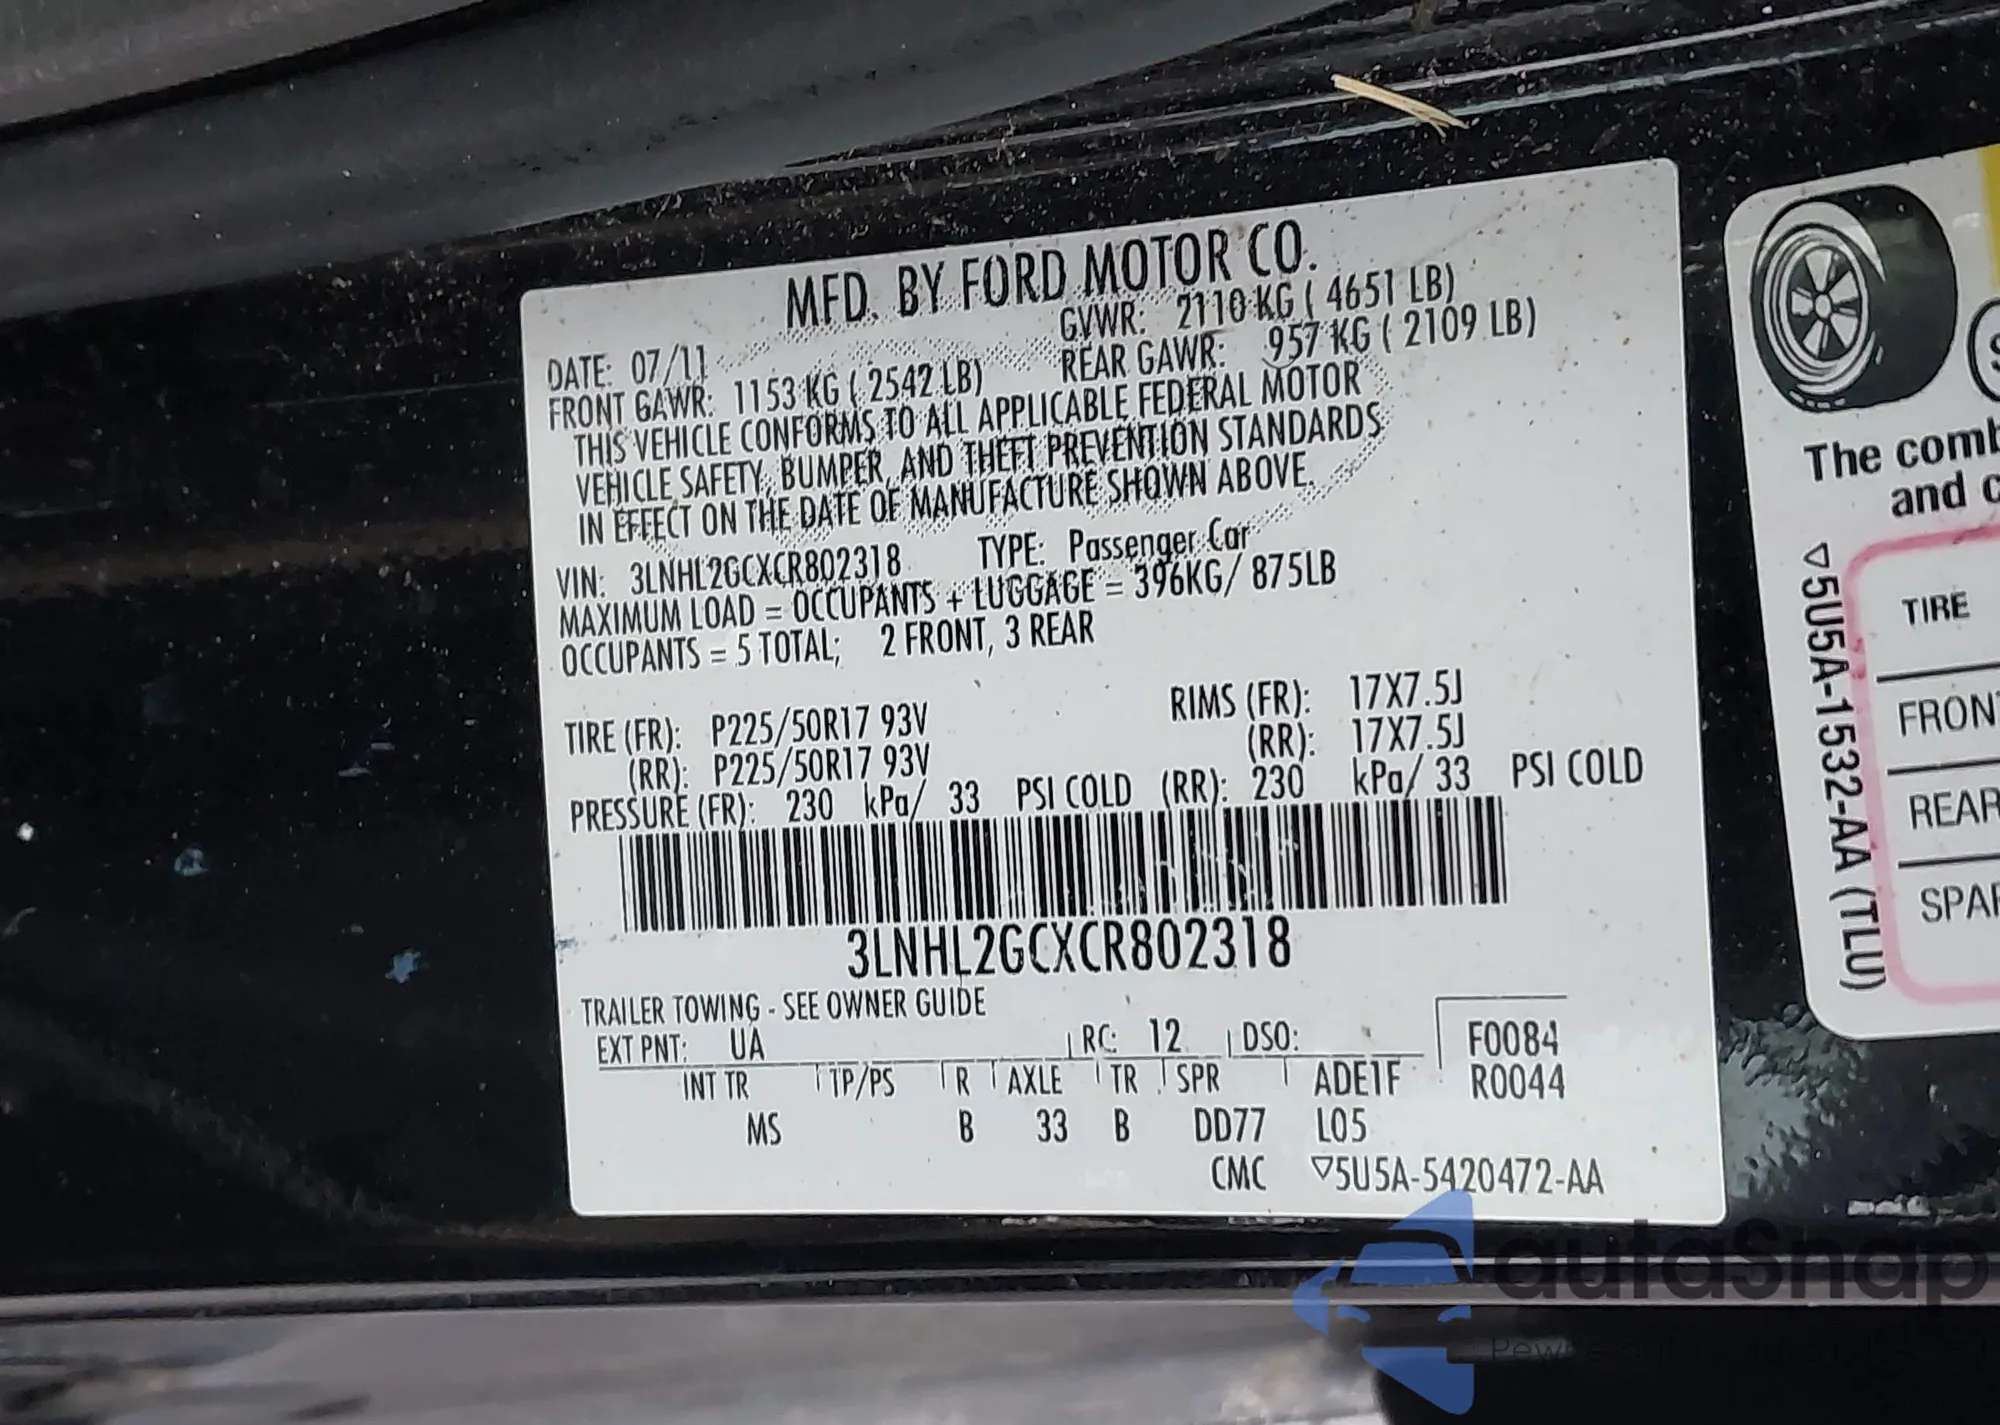 MFD. BY FORD MOTOR CO.
DATE: 07/11 GVWR: 2110 KG ( 4651 LB)
FRONT GAWR: 1153 KG ( 2542 LB) REAR GAWR: 957 KG ( 2109 LB)
THIS VEHICLE CONFORMS TO ALL APPLICABLE FEDERAL MOTOR
VEHICLE SAFETY, BUMPER, AND THEFT PREVENTION STANDARDS
IN EFFECT ON THE DATE OF MANUFACTURE SHOWN ABOVE.
VIN: 3LNHL2GCXCR802318 TYPE: Passenger Car
MAXIMUM LOAD = OCCUPANTS + LUGGAGE = 396KG/ 875LB
OCCUPANTS = 5 TOTAL; 2 FRONT, 3 REAR
TIRE (FR): P225/50R17 93V RIMS (FR): 17X7.5J
(RR): P225/50R17 93V (RR): 17X7.5J
PRESSURE (FR): 230 kPa/ 33 PSI COLD (RR): 230 kPa/ 33 PSI COLD
3LNHL2GCXCR802318
TRAILER TOWING - SEE OWNER GUIDE
EXT PNT: UA RC: 12 DSO: F0084
INT TR TP/PS R AXLE TR SPR ADE1F R0044
MS B 33 B DD77 L05
CMC ▽5U5A-5420472-AA
The comb
and c
▽5U5A-1532-AA (TLU)
TIRE
FRONT
REAR
SPAR
autaSnap